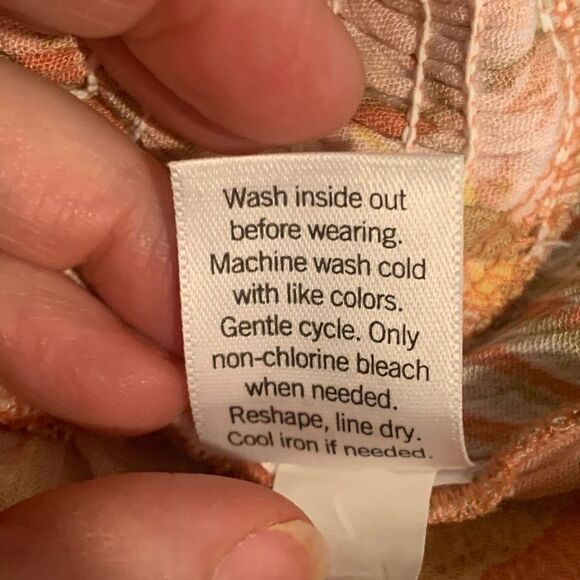 Wash inside out
before wearing.
Machine wash cold
with like colors.
Gentle cycle. Only
non-chlorine bleach
when needed.
Reshape, line dry.
Cool iron if needed.